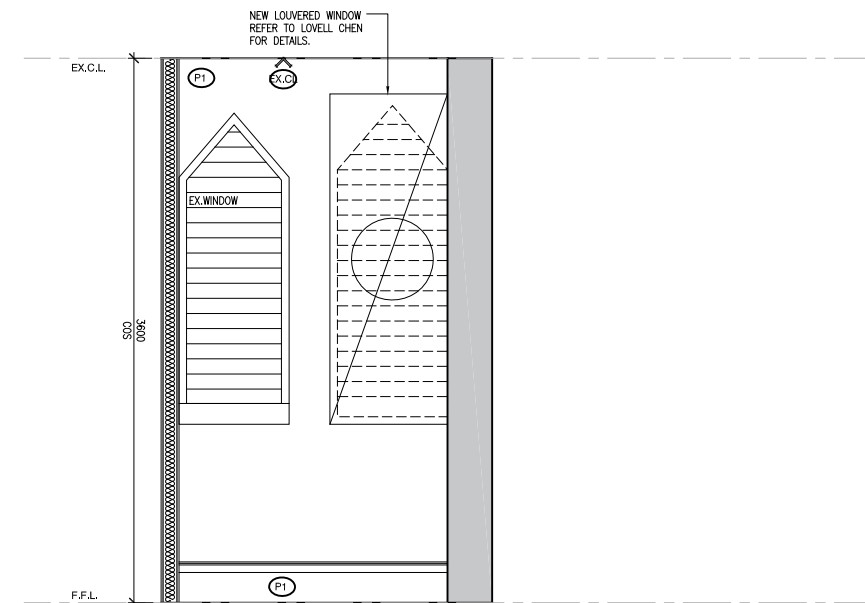 NEW LOUVERED WINDOW
REFER TO LOVELL CHEN
FOR DETAILS.
EX.C.L.
P1
EX.CL
EX.WINDOW
3600
COS
P1
F.F.L.